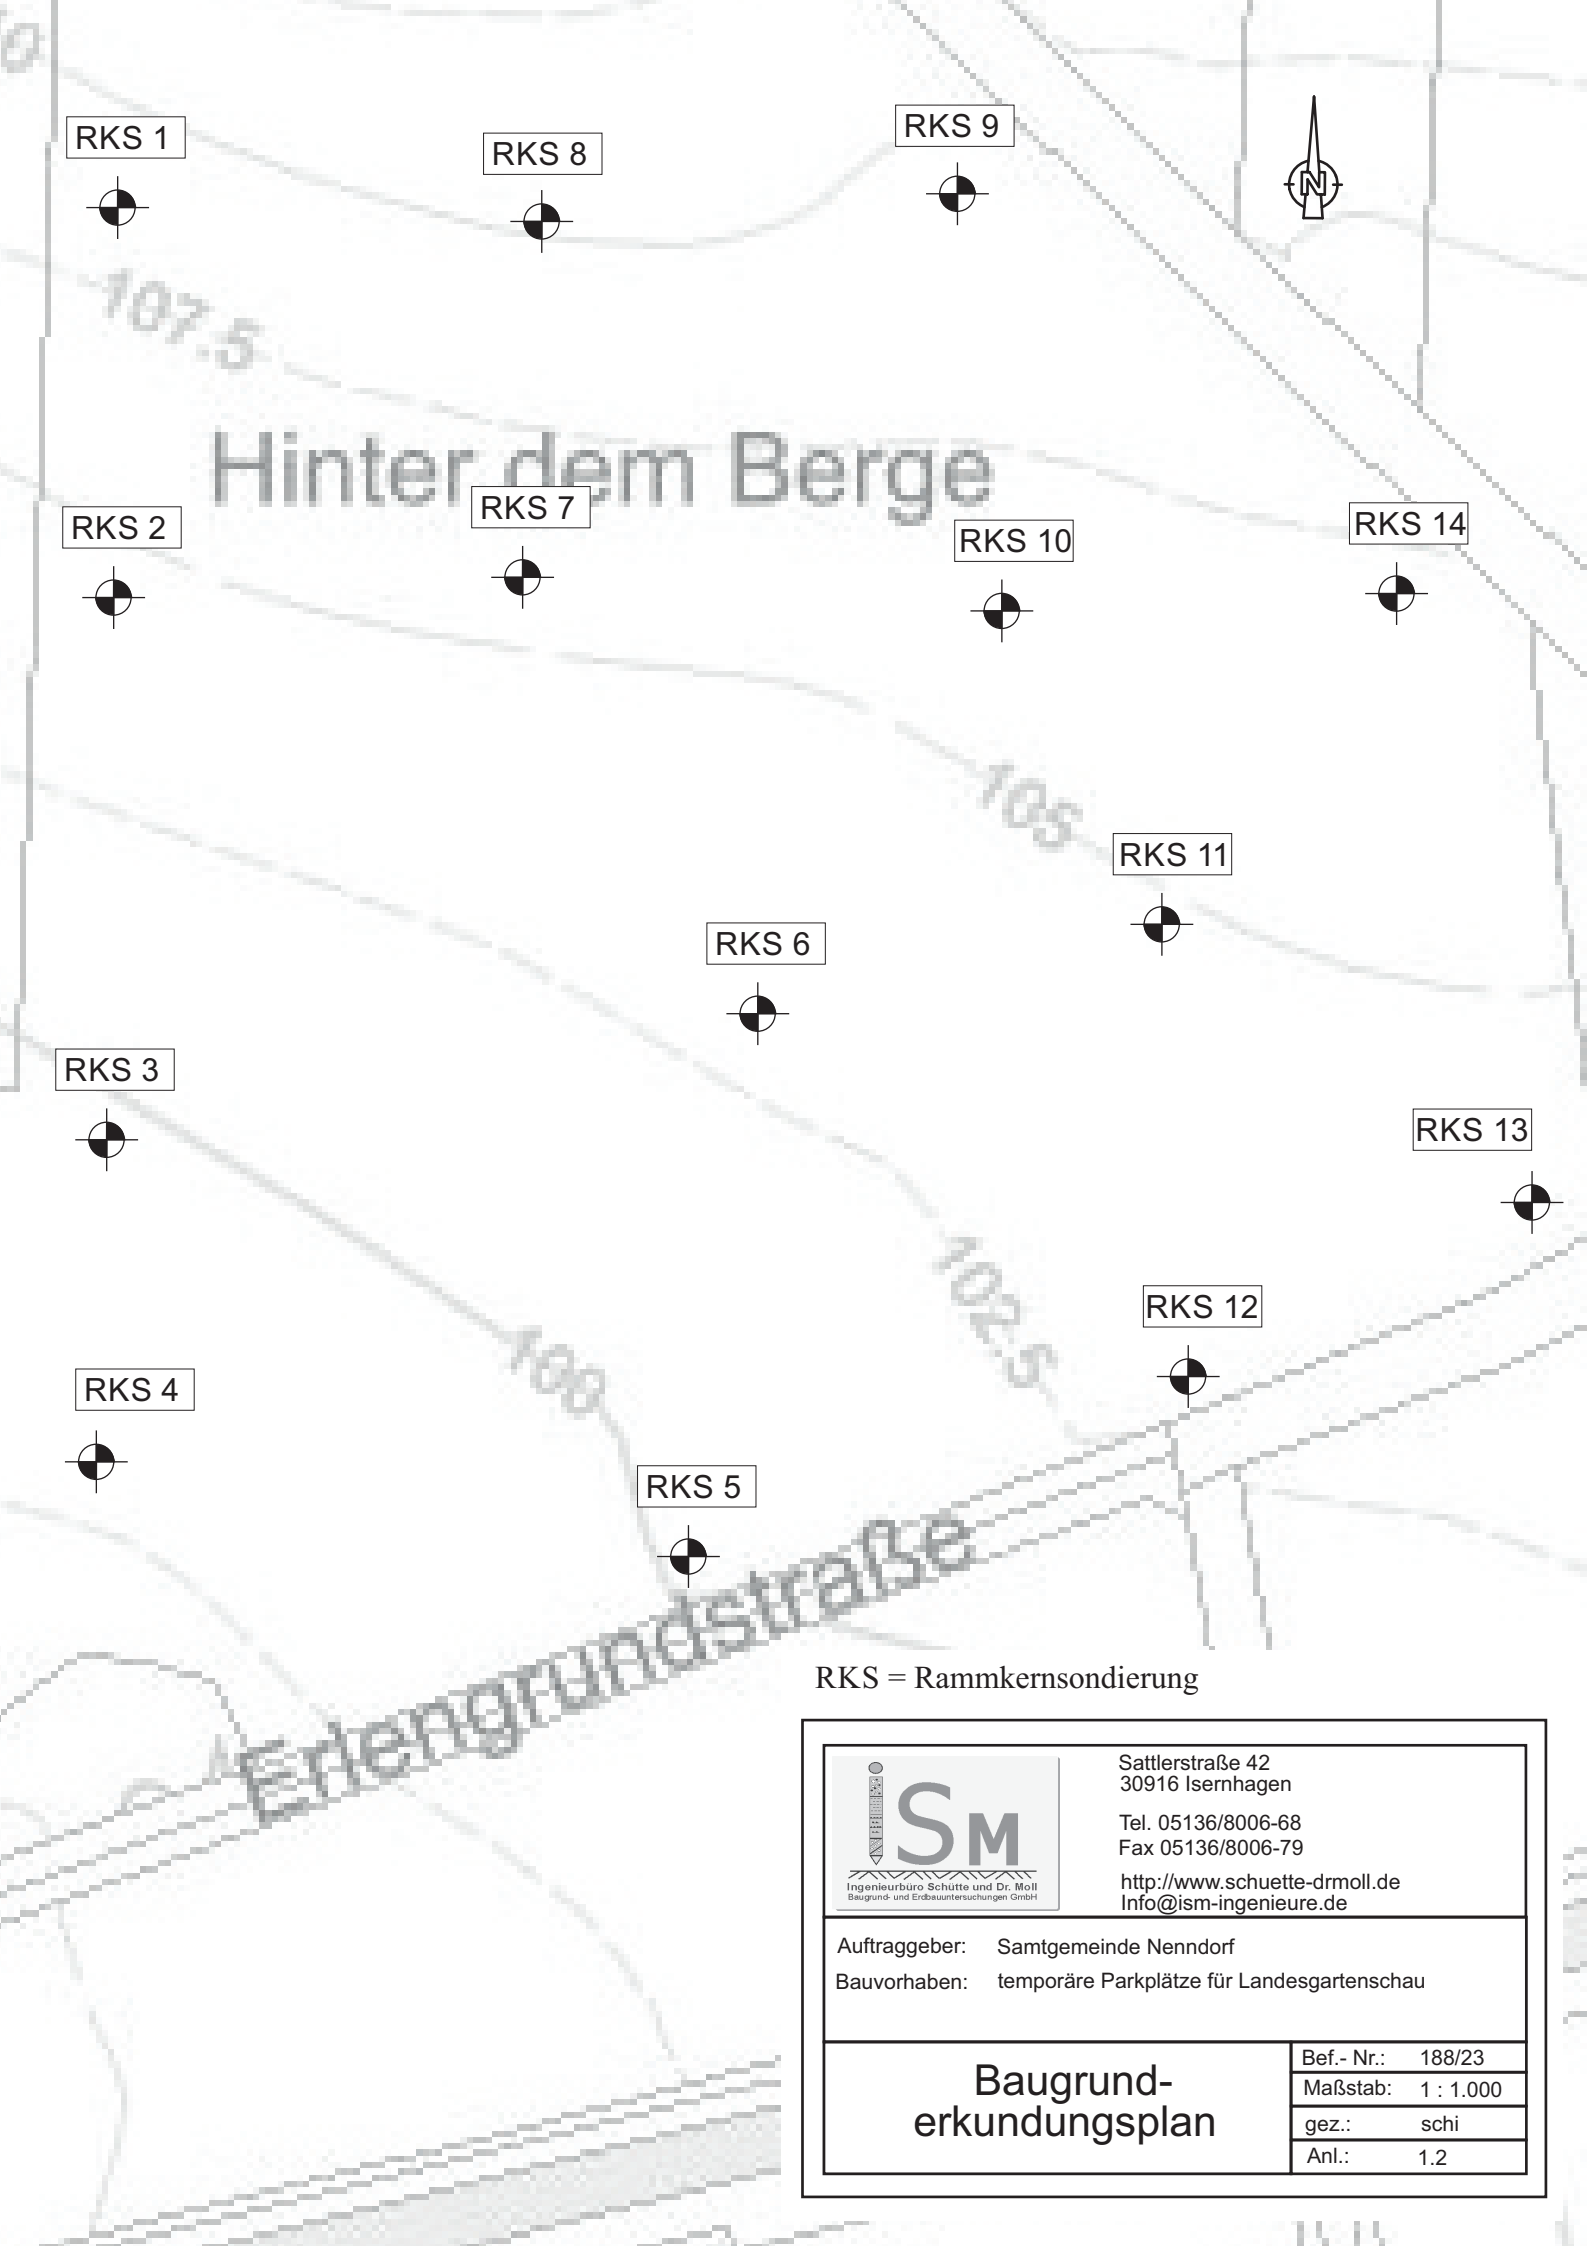 0
RKS 1
RKS 8
RKS 9
N
107.5
Hinter dem Berge
RKS 2
RKS 7
RKS 10
RKS 14
105
RKS 11
RKS 6
RKS 3
RKS 13
102.5
RKS 12
100
RKS 4
RKS 5
Erlengrundstraße
RKS = Rammkernsondierung
iSM
Ingenieurbüro Schütte und Dr. Moll
Baugrund- und Erdbauuntersuchungen GmbH
Sattlerstraße 42
30916 Isernhagen
Tel. 05136/8006-68
Fax 05136/8006-79
http://www.schuette-drmoll.de
Info@ism-ingenieure.de
Auftraggeber: Samtgemeinde Nenndorf
Bauvorhaben: temporäre Parkplätze für Landesgartenschau
Baugrund-
erkundungsplan
Bef.- Nr.: 188/23
Maßstab: 1 : 1.000
gez.: schi
Anl.: 1.2